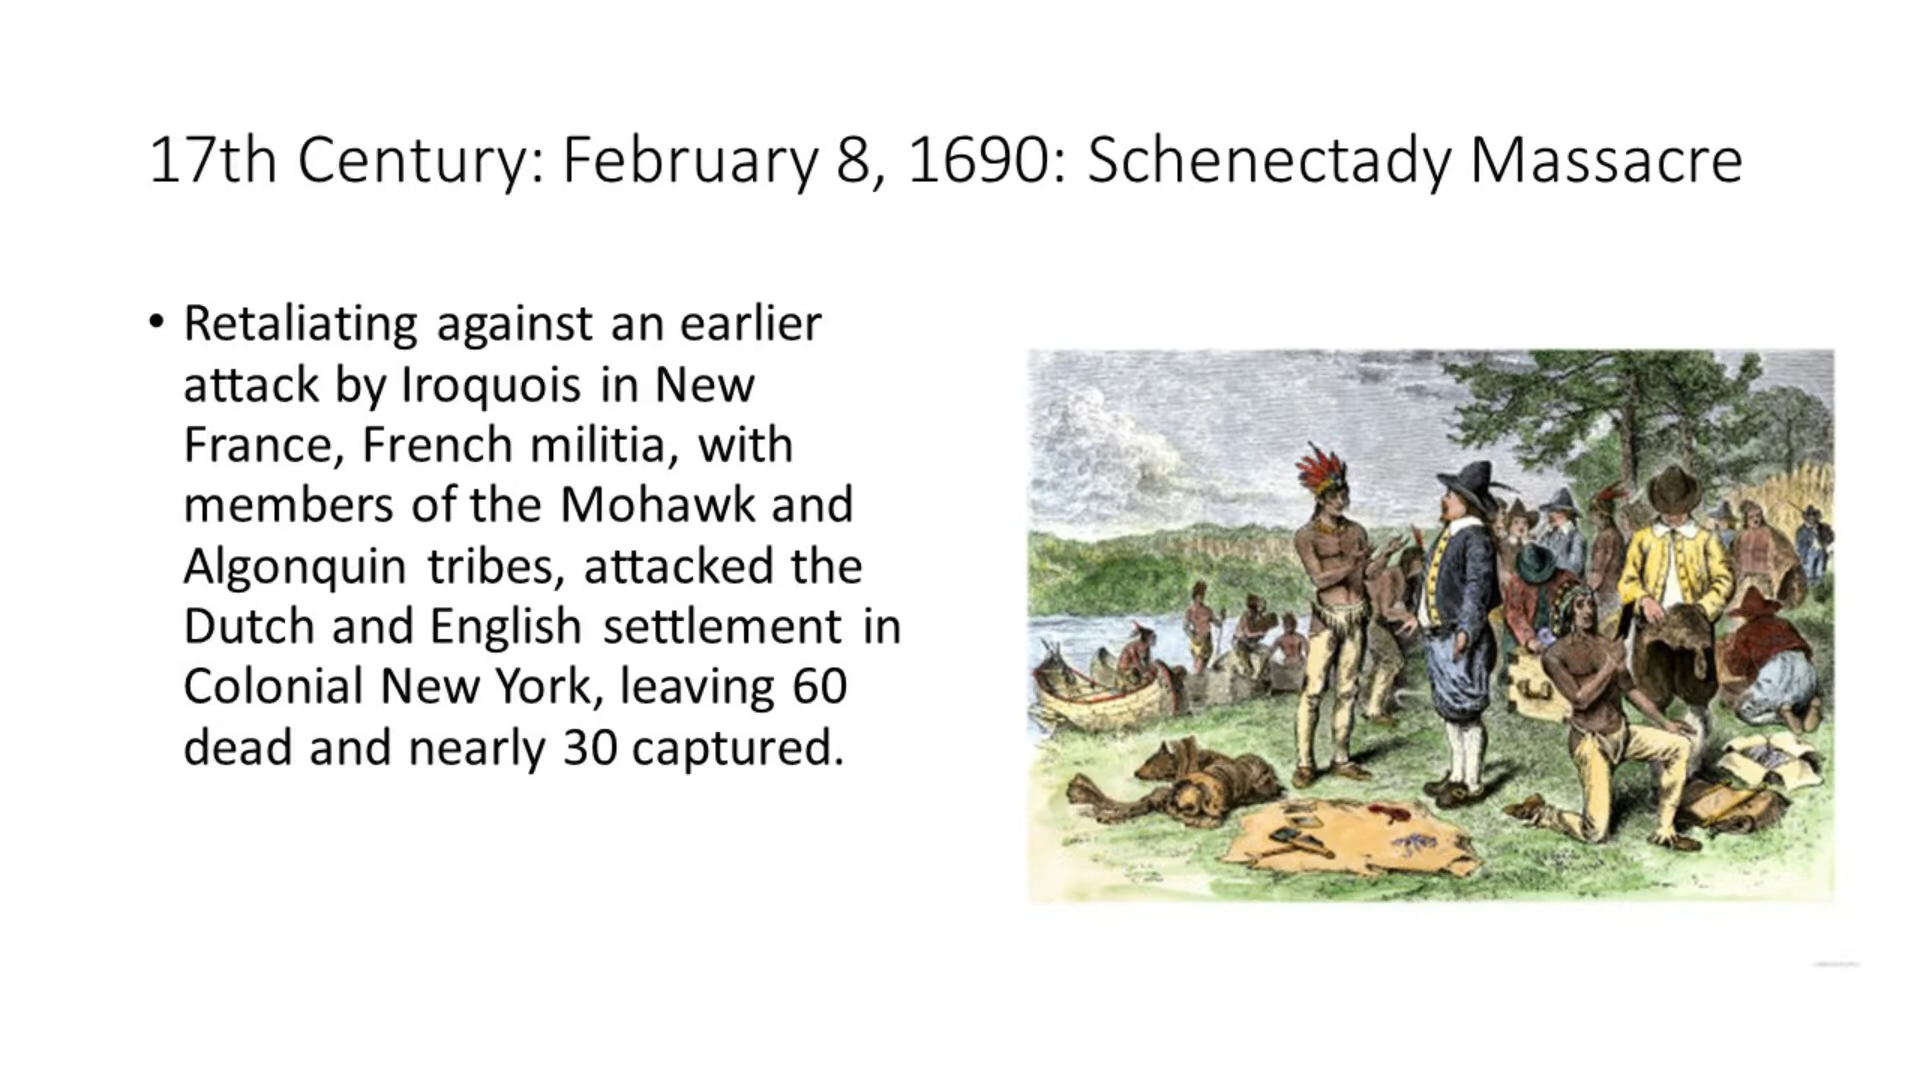 17th Century: February 8, 1690: Schenectady Massacre
• Retaliating against an earlier
attack by Iroquois in New
France, French militia, with
members of the Mohawk and
Algonquin tribes, attacked the
Dutch and English settlement in
Colonial New York, leaving 60
dead and nearly 30 captured.